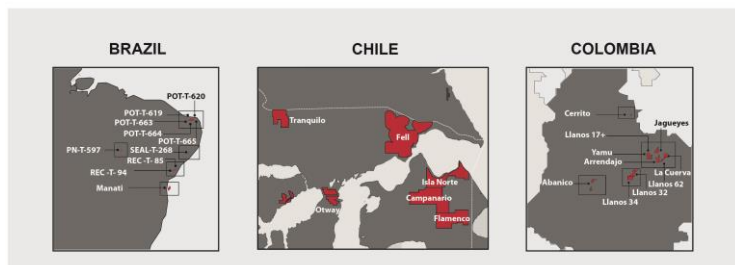 BRAZIL
POT-T-620
POT-T-619
POT-T-663
POT-T-664
POT-T-665
PN-T-597
SEAL-T-268
REC -T- 85
REC -T- 94
Manati
CHILE
Tranquilo
Fell
Isla Norte
Otway
Campanario
Flamenco
COLOMBIA
Cerrito
Jagueyes
Llanos 17+
Yamu
Arrendajo
La Cuerva
Abanico
Llanos 62
Llanos 32
Llanos 34